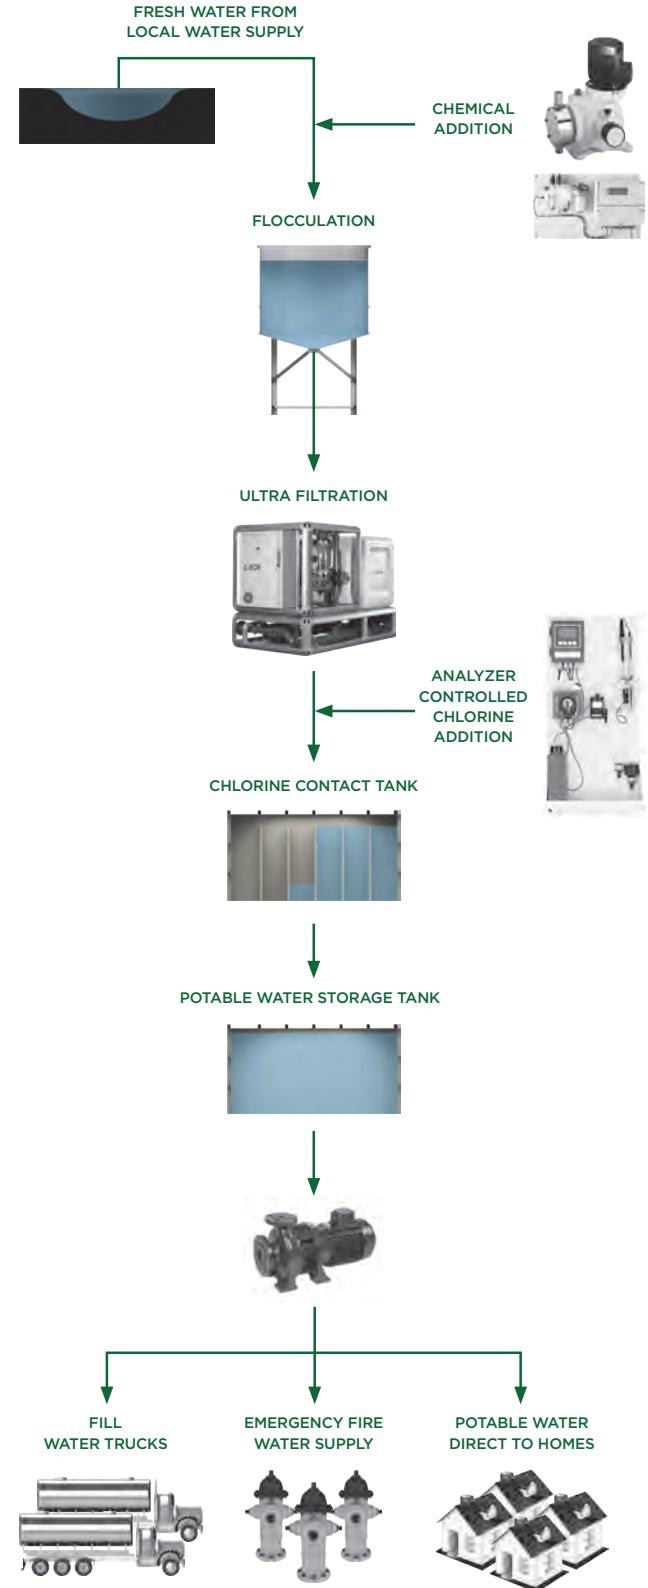 FRESH WATER FROM
LOCAL WATER SUPPLY
CHEMICAL
ADDITION
FLOCCULATION
ULTRA FILTRATION
ANALYZER
CONTROLLED
CHLORINE
ADDITION
CHLORINE CONTACT TANK
POTABLE WATER STORAGE TANK
FILL
WATER TRUCKS
EMERGENCY FIRE
WATER SUPPLY
POTABLE WATER
DIRECT TO HOMES